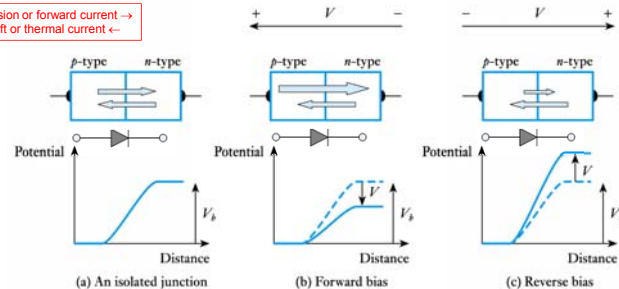 sion or forward current →
ft or thermal current ←
+ V −
− V +
p-type n-type
p-type n-type
p-type n-type
Potential
V_b
Distance
(a) An isolated junction
Potential
V
V_b
Distance
(b) Forward bias
Potential
V
V
Distance
(c) Reverse bias